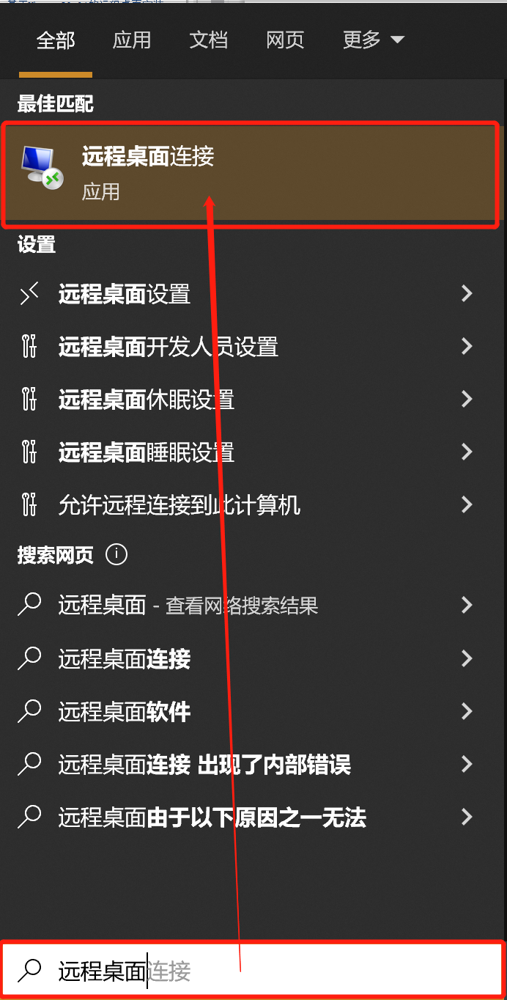 全部 应用 文档 网页 更多
最佳匹配
远程桌面连接
应用
设置
远程桌面设置
远程桌面开发人员设置
远程桌面休眠设置
远程桌面睡眠设置
允许远程连接到此计算机
搜索网页
远程桌面 - 查看网络搜索结果
远程桌面连接
远程桌面软件
远程桌面连接 出现了内部错误
远程桌面由于以下原因之一无法
远程桌面连接